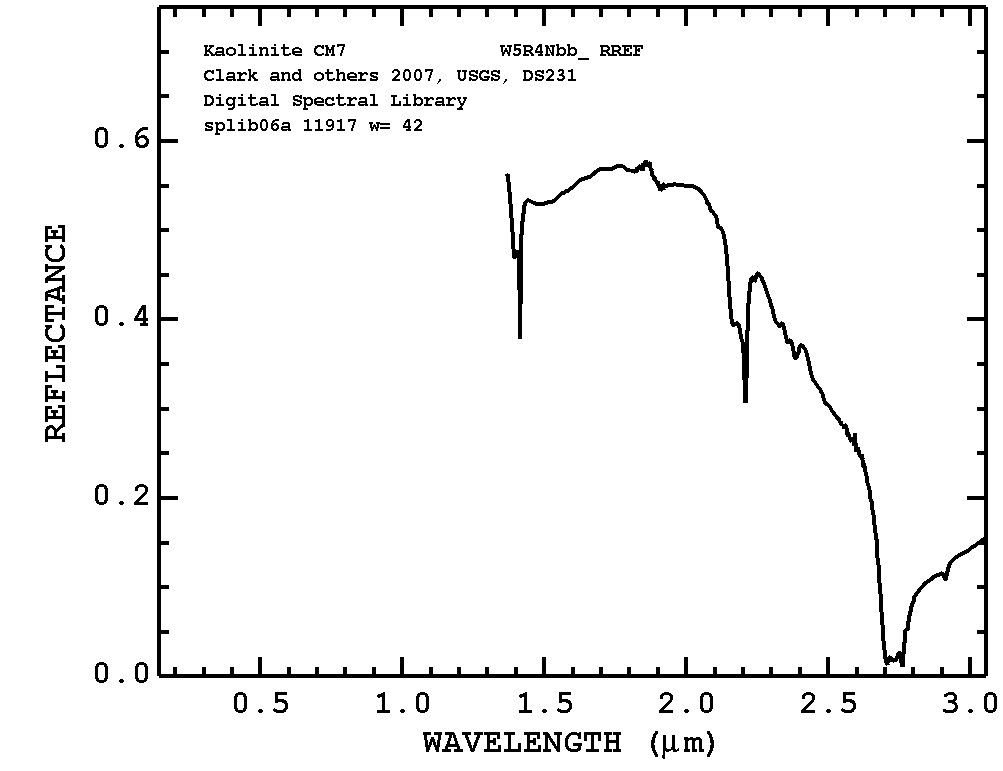 Kaolinite CM7 W5R4Nbb_ RREF
Clark and others 2007, USGS, DS231
Digital Spectral Library
splib06a 11917 w= 42
0.6
0.4
0.2
0.0
REFLECTANCE
0.5 1.0 1.5 2.0 2.5 3.0
WAVELENGTH (μm)